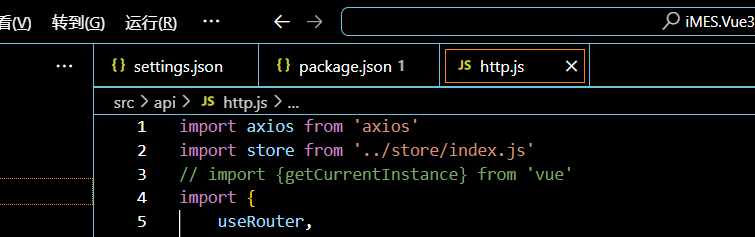 看(V) 转到(G) 运行(R) ··· ← → iMES.Vue3
··· {} settings.json {} package.json 1 JS http.js ×
src > api > JS http.js > ...
1 import axios from 'axios'
2 import store from '../store/index.js'
3 // import {getCurrentInstance} from 'vue'
4 import {
5 useRouter,